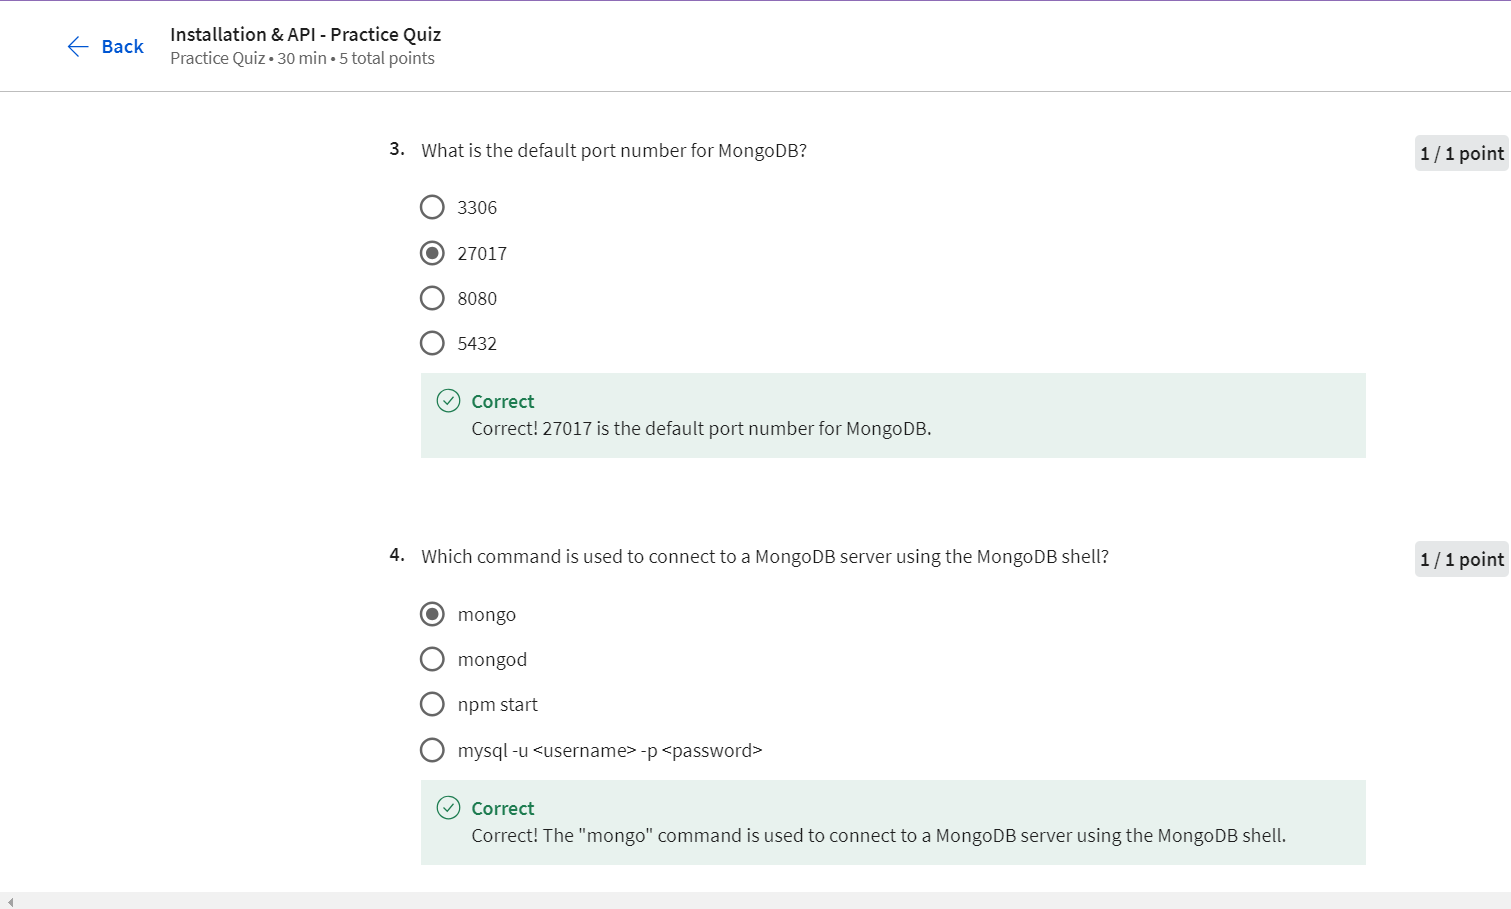 Back
Installation & API - Practice Quiz
Practice Quiz • 30 min • 5 total points
3. What is the default port number for MongoDB?
1 / 1 point
3306
27017
8080
5432
Correct
Correct! 27017 is the default port number for MongoDB.
4. Which command is used to connect to a MongoDB server using the MongoDB shell?
1 / 1 point
mongo
mongod
npm start
mysql -u <username> -p <password>
Correct
Correct! The "mongo" command is used to connect to a MongoDB server using the MongoDB shell.